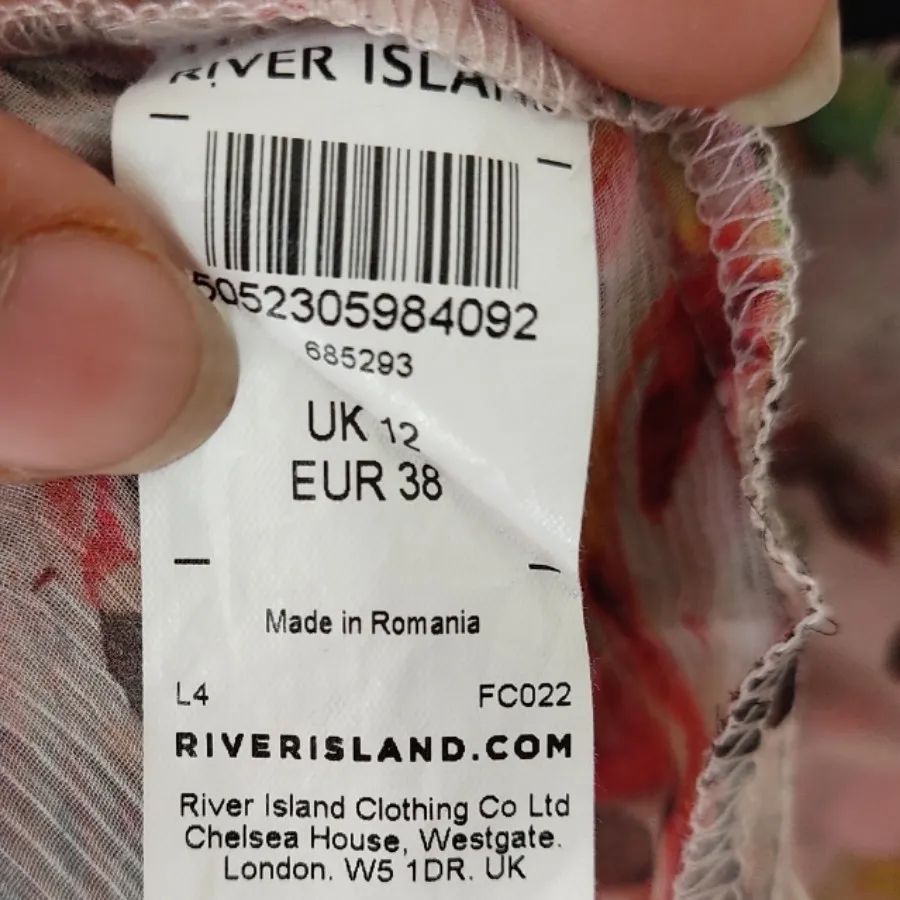 RIVER ISLAND
5052305984092
685293
UK 12
EUR 38
Made in Romania
L4 FC022
RIVERISLAND.COM
River Island Clothing Co Ltd
Chelsea House, Westgate.
London. W5 1DR. UK